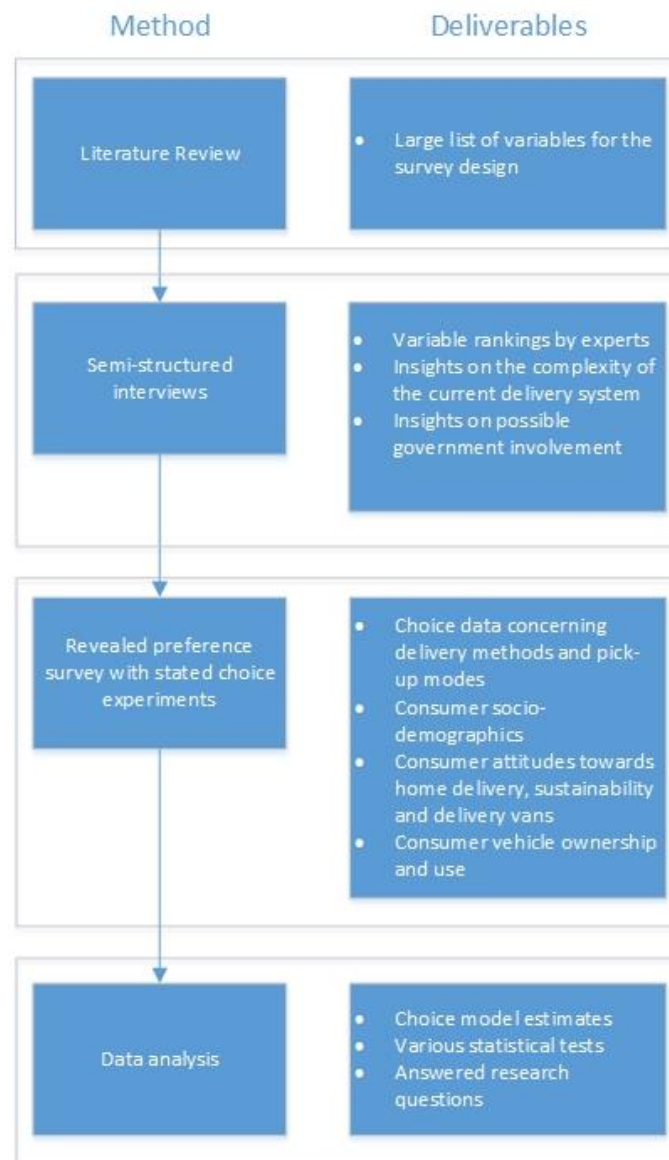 Method
Deliverables
Literature Review
• Large list of variables for the
survey design
Semi-structured
interviews
• Variable rankings by experts
• Insights on the complexity of
the current delivery system
• Insights on possible
government involvement
Revealed preference
survey with stated choice
experiments
• Choice data concerning
delivery methods and pick-
up modes
• Consumer socio-
demographics
• Consumer attitudes towards
home delivery, sustainability
and delivery vans
• Consumer vehicle ownership
and use
Data analysis
• Choice model estimates
• Various statistical tests
• Answered research
questions